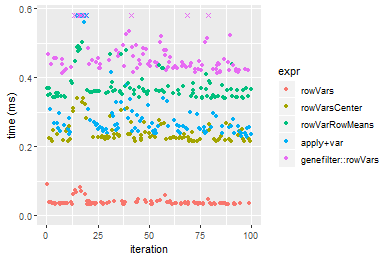 0.6
0.4
0.2
0.0
time (ms)
0
25
50
75
100
iteration
expr
rowVars
rowVarsCenter
rowVarRowMeans
apply+var
genefilter::rowVars